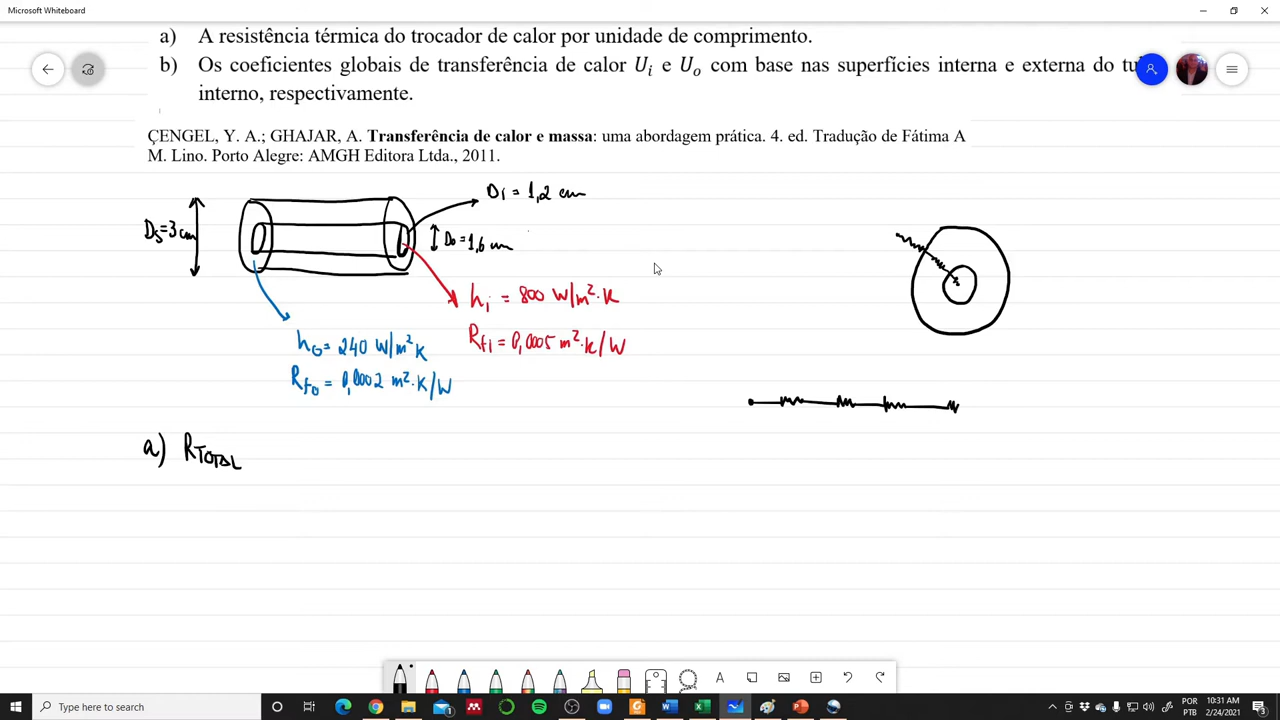 Microsoft Whiteboard
a) A resistência térmica do trocador de calor por unidade de comprimento.
b) Os coeficientes globais de transferência de calor Ui e Uo com base nas superfícies interna e externa do tu
interno, respectivamente.
ÇENGEL, Y. A.; GHAJAR, A. Transferência de calor e massa: uma abordagem prática. 4. ed. Tradução de Fátima A
M. Lino. Porto Alegre: AMGH Editora Ltda., 2011.
Di = 1,2 cm
Ds = 3 cm
Do = 1,6 cm
hi = 800 W/m².K
Rfi = 0,0005 m².K/W
ho = 240 W/m²K
Rfo = 0,0002 m².K/W
a) RTOTAL
Type here to search
POR
PTB
10:31 AM
2/24/2021